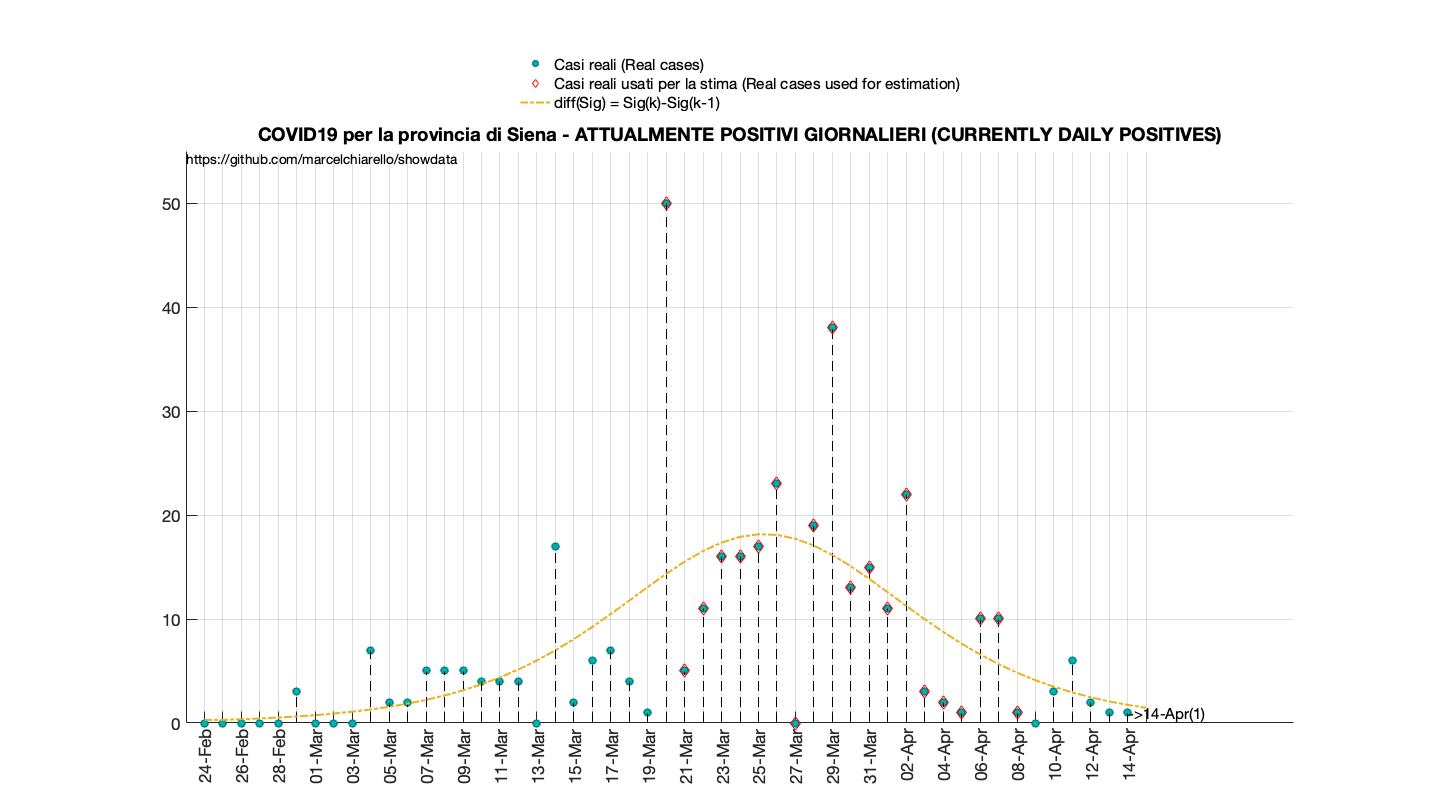 Casi reali (Real cases)
Casi reali usati per la stima (Real cases used for estimation)
diff(Sig) = Sig(k)-Sig(k-1)
COVID19 per la provincia di Siena - ATTUALMENTE POSITIVI GIORNALIERI (CURRENTLY DAILY POSITIVES)
https://github.com/marcelchiarello/showdata
50
40
30
20
10
0
->14-Apr(1)
24-Feb
26-Feb
28-Feb
01-Mar
03-Mar
05-Mar
07-Mar
09-Mar
11-Mar
13-Mar
15-Mar
17-Mar
19-Mar
21-Mar
23-Mar
25-Mar
27-Mar
29-Mar
31-Mar
02-Apr
04-Apr
06-Apr
08-Apr
10-Apr
12-Apr
14-Apr